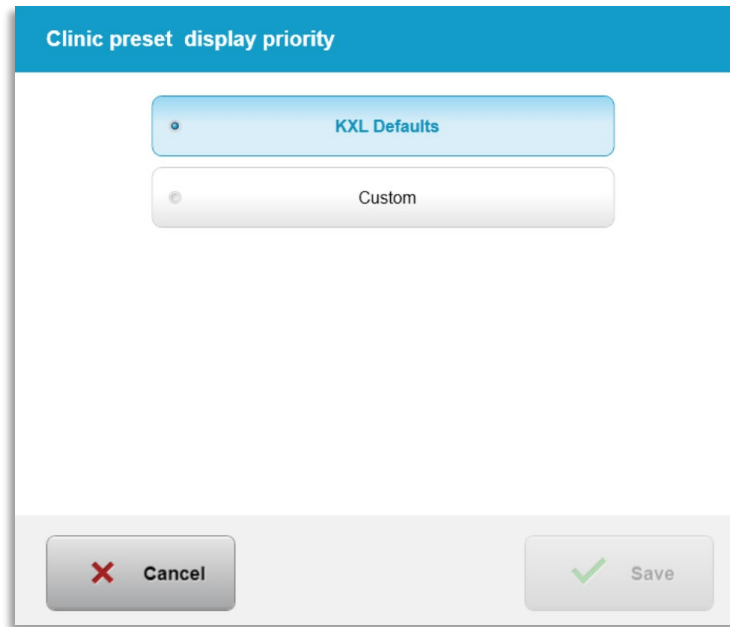 Clinic preset display priority
KXL Defaults
Custom
Cancel
Save